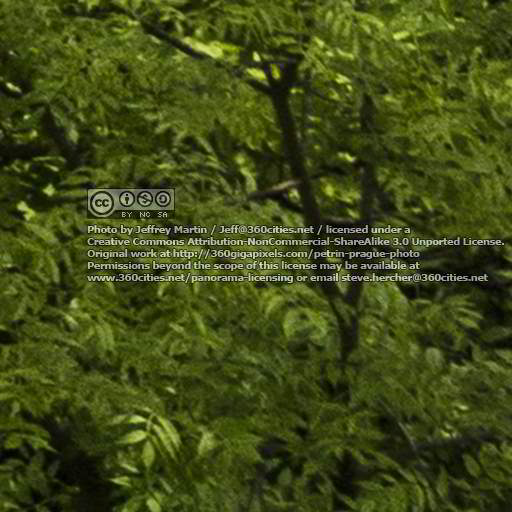 cc
BY NC SA
Photo by Jeffrey Martin / Jeff@360cities.net / licensed under a
Creative Commons Attribution-NonCommercial-ShareAlike 3.0 Unported License.
Original work at http://360gigapixels.com/petrin-prague-photo
Permissions beyond the scope of this license may be available at
www.360cities.net/panorama-licensing or email steve.hercher@360cities.net